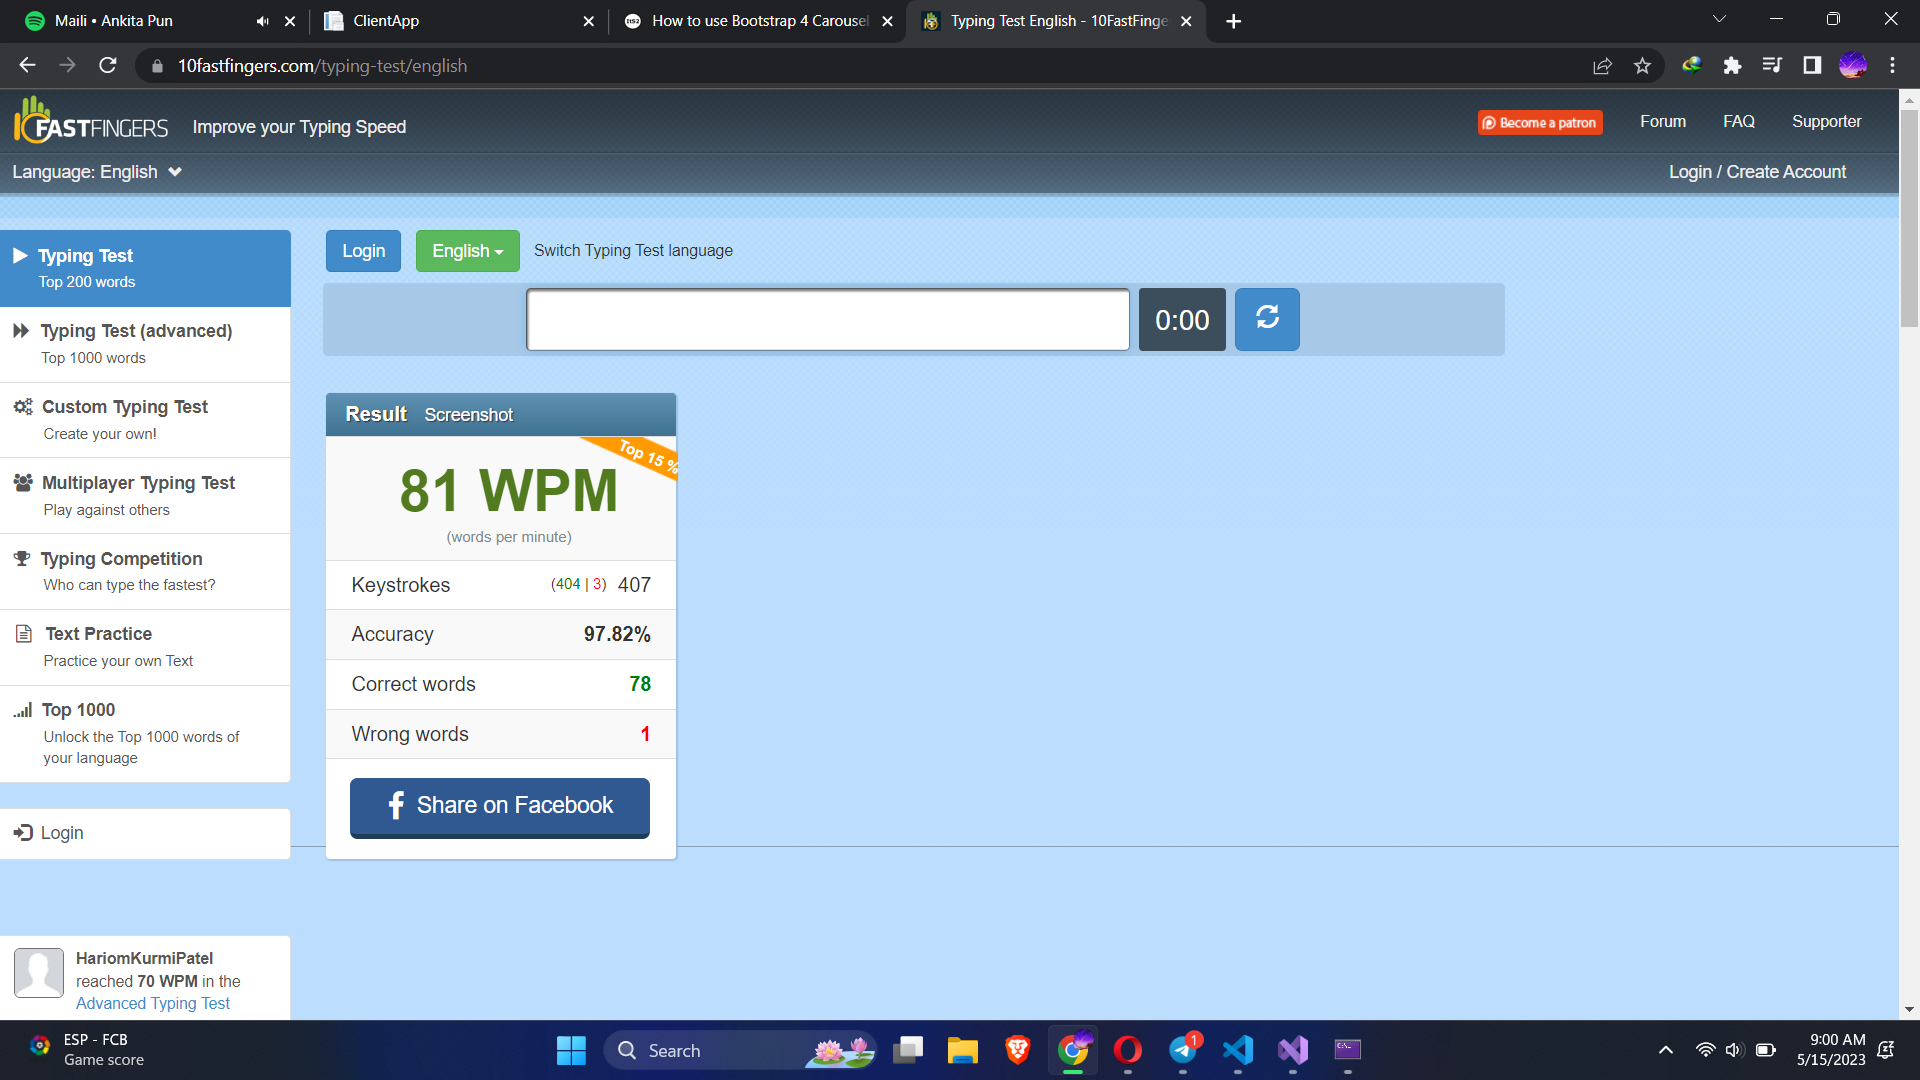 Maili • Ankita Pun
ClientApp
How to use Bootstrap 4 Carousel
Typing Test English - 10FastFinge
10fastfingers.com/typing-test/english
FASTFINGERS
Improve your Typing Speed
Become a patron
Forum
FAQ
Supporter
Language: English
Login / Create Account
Typing Test
Top 200 words
Typing Test (advanced)
Top 1000 words
Custom Typing Test
Create your own!
Multiplayer Typing Test
Play against others
Typing Competition
Who can type the fastest?
Text Practice
Practice your own Text
Top 1000
Unlock the Top 1000 words of
your language
Login
HariomKurmiPatel
reached 70 WPM in the
Advanced Typing Test
Login
English
Switch Typing Test language
0:00
Result Screenshot
Top 15 %
81 WPM
(words per minute)
Keystrokes (404 | 3) 407
Accuracy 97.82%
Correct words 78
Wrong words 1
Share on Facebook
ESP - FCB
Game score
Search
1
9:00 AM
5/15/2023